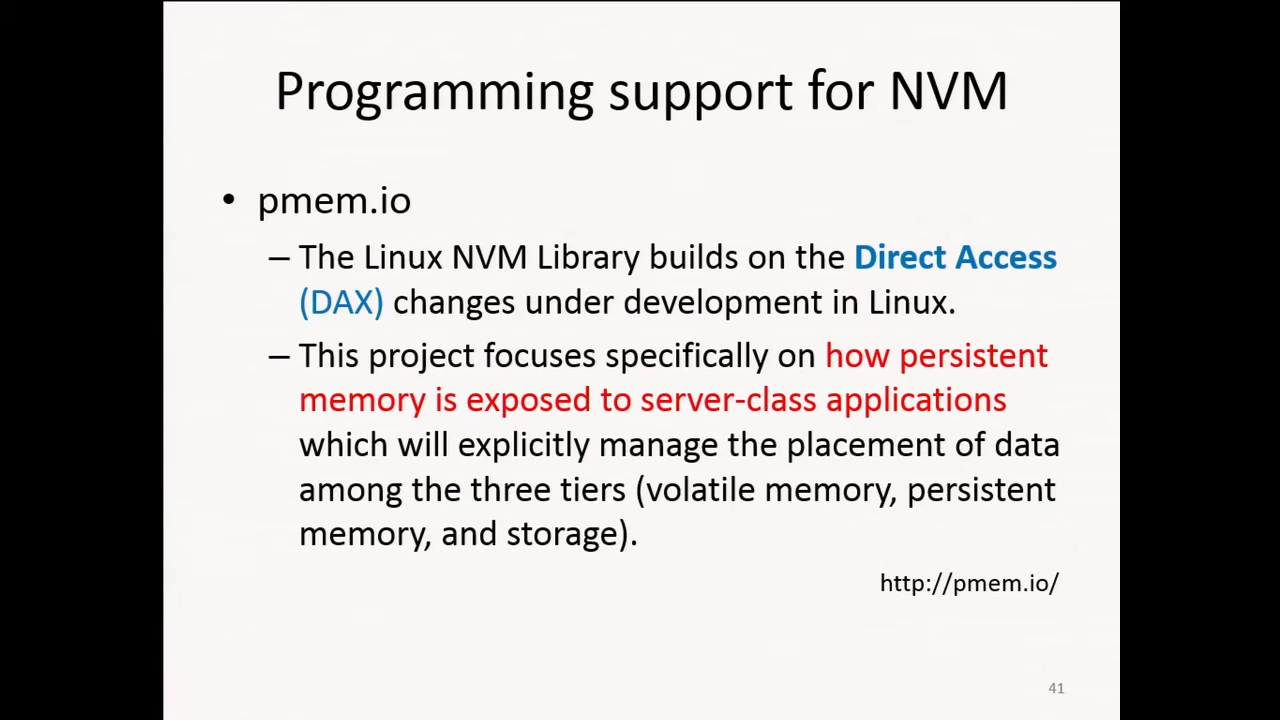 Programming support for NVM
• pmem.io
– The Linux NVM Library builds on the Direct Access
(DAX) changes under development in Linux.
– This project focuses specifically on how persistent
memory is exposed to server-class applications
which will explicitly manage the placement of data
among the three tiers (volatile memory, persistent
memory, and storage).
http://pmem.io/
41